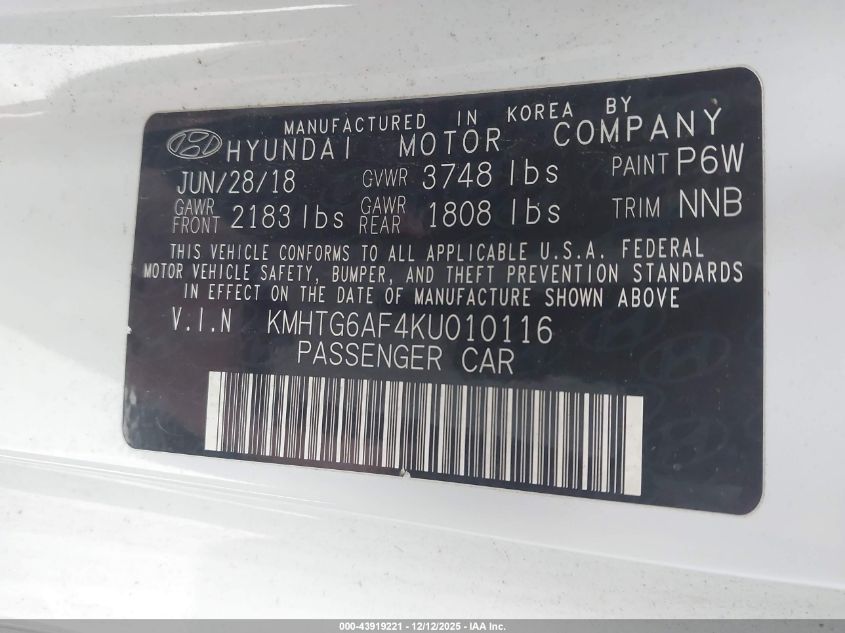 MANUFACTURED IN KOREA BY
HYUNDAI MOTOR COMPANY
JUN/28/18 GVWR 3748 lbs PAINT P6W
GAWR FRONT 2183 lbs GAWR REAR 1808 lbs TRIM NNB
THIS VEHICLE CONFORMS TO ALL APPLICABLE U.S.A. FEDERAL
MOTOR VEHICLE SAFETY, BUMPER, AND THEFT PREVENTION STANDARDS
IN EFFECT ON THE DATE OF MANUFACTURE SHOWN ABOVE
V.I.N KMHTG6AF4KU010116
PASSENGER CAR
000-43919221 - 12/12/2025 - IAA Inc.